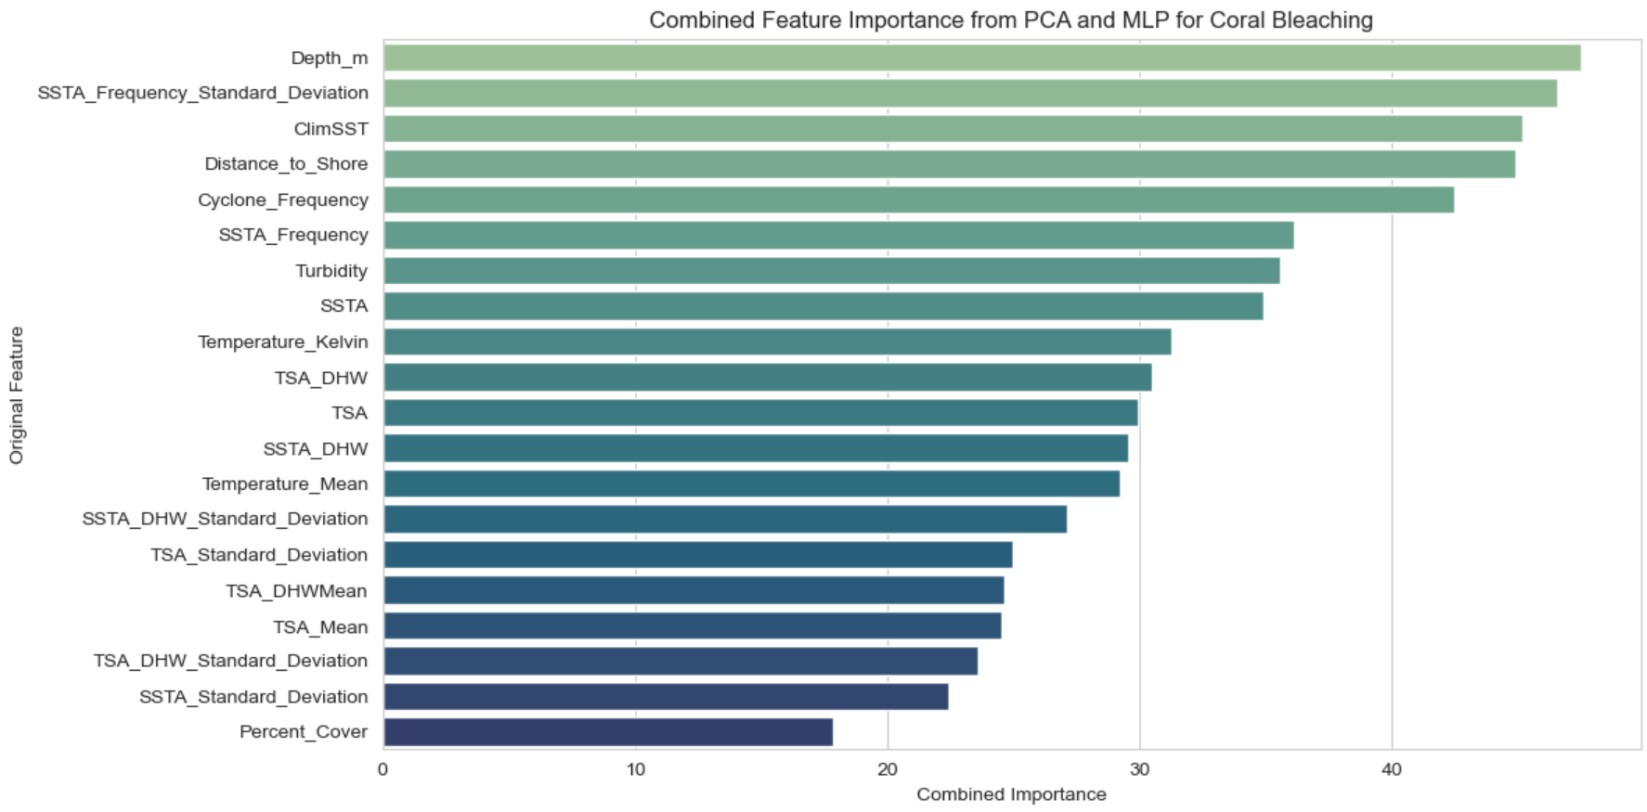 Combined Feature Importance from PCA and MLP for Coral Bleaching
Original Feature
Depth_m
SSTA_Frequency_Standard_Deviation
ClimSST
Distance_to_Shore
Cyclone_Frequency
SSTA_Frequency
Turbidity
SSTA
Temperature_Kelvin
TSA_DHW
TSA
SSTA_DHW
Temperature_Mean
SSTA_DHW_Standard_Deviation
TSA_Standard_Deviation
TSA_DHWMean
TSA_Mean
TSA_DHW_Standard_Deviation
SSTA_Standard_Deviation
Percent_Cover
0 10 20 30 40
Combined Importance